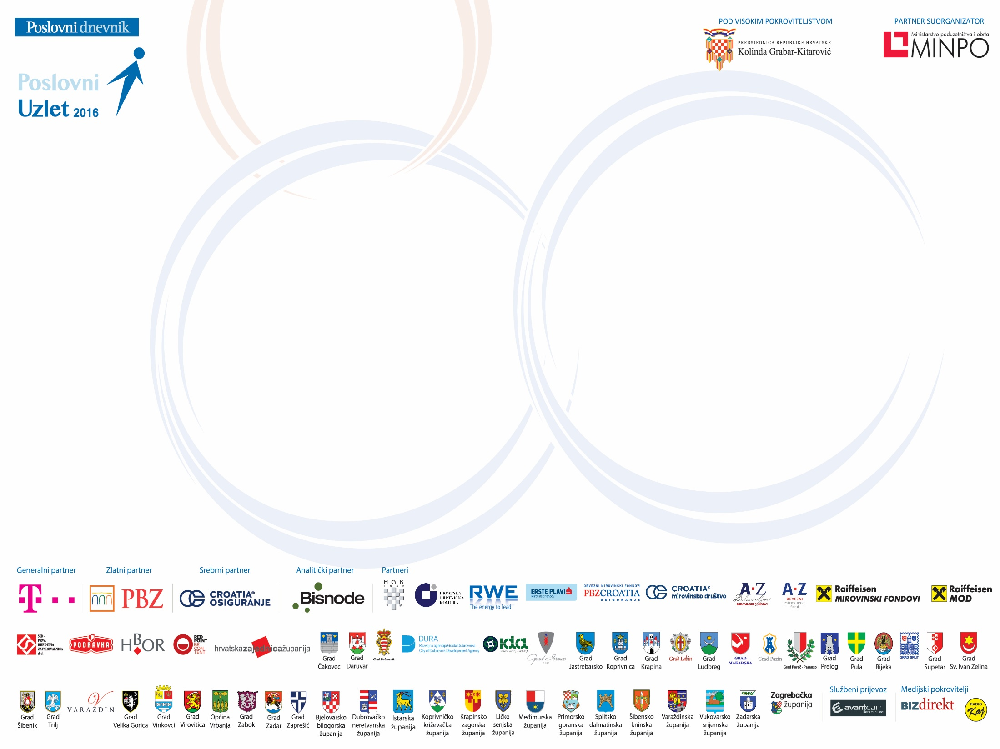 Poslovni dnevnik
Poslovni
Uzlet 2016
POD VISOKIM POKROVITELJSTVOM
PREDSJEDNICA REPUBLIKE HRVATSKE
Kolinda Grabar-Kitarović
PARTNER SUORGANIZATOR
Ministarstvo poduzetništva i obrta
MINPO
Generalni partner
Zlatni partner
Srebrni partner
Analitički partner
Partneri
T
PBZ
CROATIA®
OSIGURANJE
Bisnode
HGK
1852
HRVATSKA
OBRTNIČKA
KOMORA
RWE
The energy to lead
ERSTE PLAVI
Mirovinski fondovi
OBVEZNI MIROVINSKI FONDOVI
PBZCROATIA
OSIGURANJE
CROATIA®
mirovinsko društvo
A·Z
Dobrovoljni
MIROVINSKI FONDOVI
A·Z
OBVEZNI
mirovinski
fond
Raiffeisen
MIROVINSKI FONDOVI
Raiffeisen
MOD
SID -
PRVA
KREDITNA
ZAVAROVALNICA
d.d.
PODRAVKA
HBOR
RED
POINT
BE
CON
TENT
hrvatskazajednicažupanija
Grad
Čakovec
Grad
Daruvar
Grad Dubrovnik
DURA
Razvojna agencija Grada Dubrovnika
City of Dubrovnik Development Agency
ida
Grad Ivanec
1396
Grad
Jastrebarsko
Grad
Koprivnica
Grad
Krapina
Grad Labin
Grad
Ludbreg
GRAD
MAKARSKA
Grad Pazin
Grad Poreč - Parenzo
Grad
Prelog
Grad
Pula
Grad
Rijeka
GRAD SPLIT
Grad
Supetar
Grad
Sv. Ivan Zelina
Grad
Šibenik
Grad
Trilj
V
VARAŽDIN
Grad
Velika Gorica
Grad
Vinkovci
Grad
Virovitica
Općina
Vrbanja
Grad
Zabok
Grad
Zadar
Grad
Zaprešić
Bjelovarsko
bilogorska
županija
Dubrovačko
neretvanska
županija
Istarska
županija
Koprivničko
križevačka
županija
Krapinsko
zagorska
županija
Ličko
senjska
županija
Međimurska
županija
Primorsko
goranska
županija
Splitsko
dalmatinska
županija
Šibensko
kninska
županija
Varaždinska
županija
Vukovarsko
srijemska
županija
Zadarska
županija
Zagrebačka
županija
Službeni prijevoz
avantcar
Nova mobilnost
Medijski pokrovitelji
BIZdirekt
RADIO
Kaj